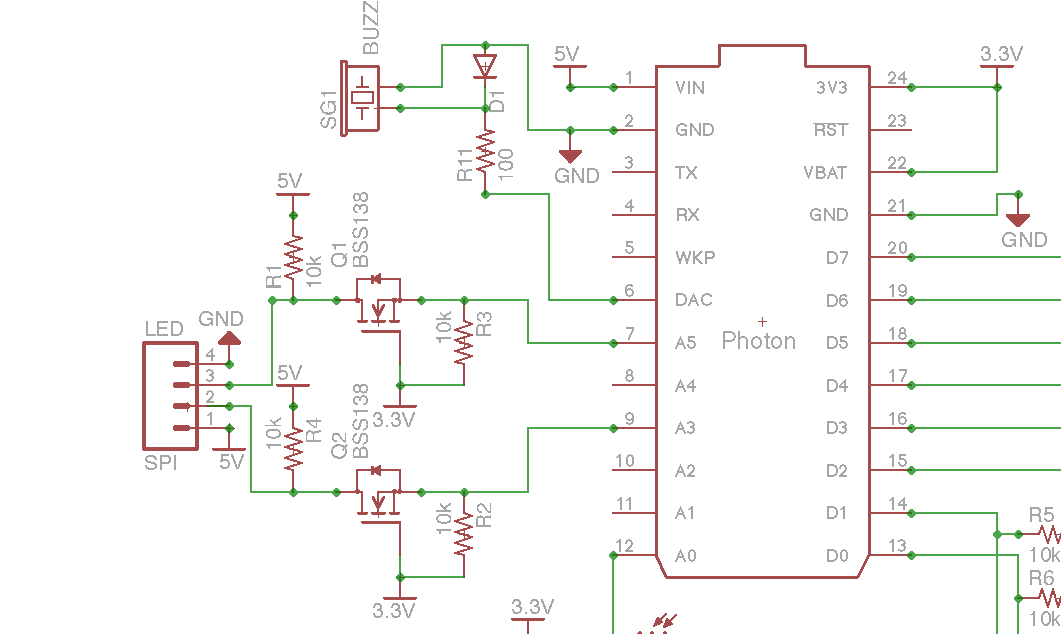 BUZZ
SG1
D1
R11
100
5V
GND
3.3V
GND
1 VIN
2 GND
3 TX
4 RX
5 WKP
6 DAC
7 A5
8 A4
9 A3
10 A2
11 A1
12 A0
Photon
3V3 24
RST 23
VBAT 22
GND 21
D7 20
D6 19
D5 18
D4 17
D3 16
D2 15
D1 14
D0 13
5V
R1
10k
Q1
BSS138
10k
R3
3.3V
LED
GND
4
3
2
1
SPI
5V
5V
10k
R4
Q2
BSS138
10k
R2
3.3V
3.3V
R5
10k
R6
10k